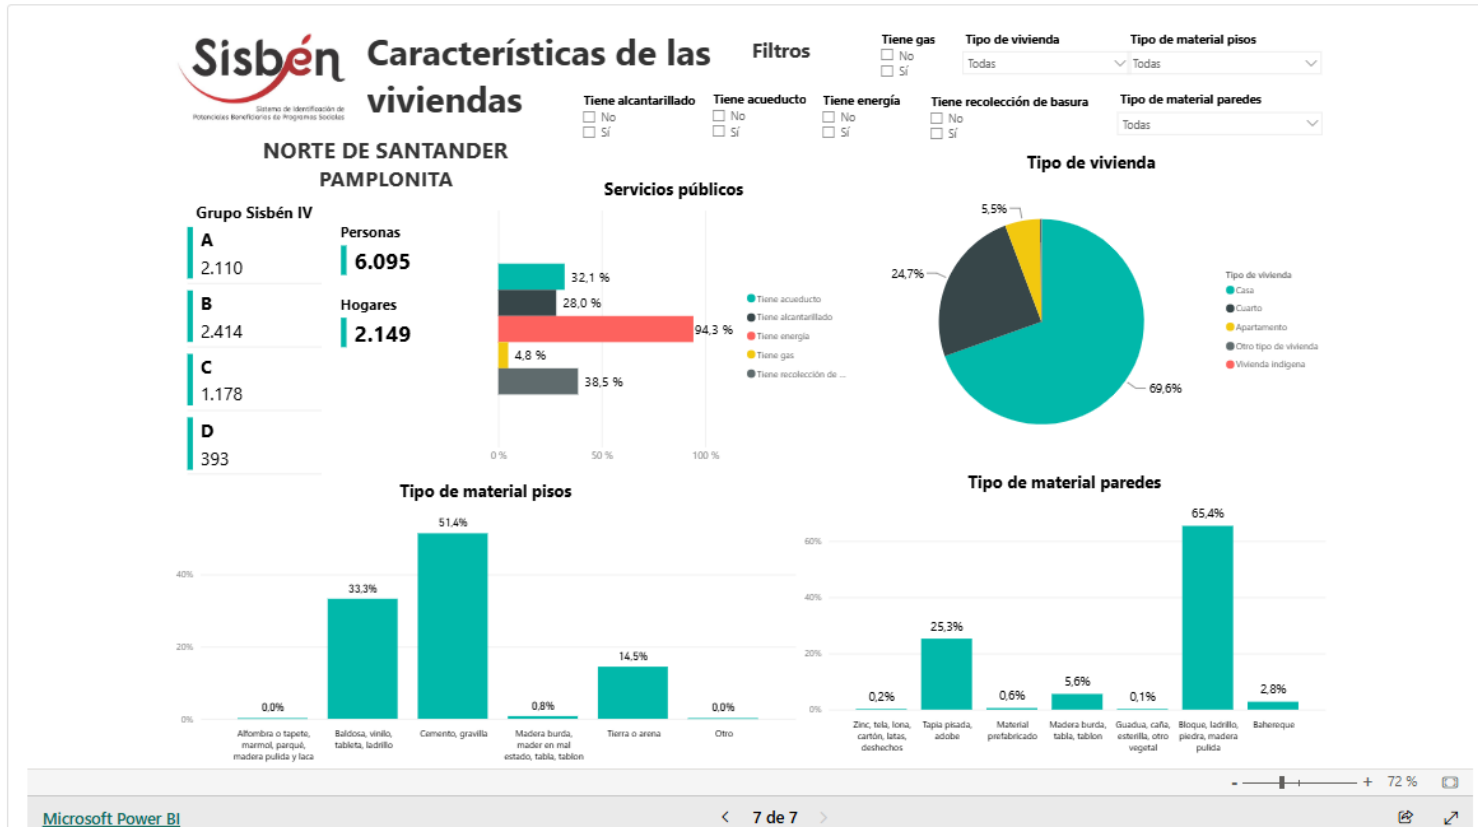 Sisbén
Sistema de Identificación de
Potenciales Beneficiarios de Programas Sociales
Características de las
viviendas
Filtros
Tiene gas
No
Sí
Tipo de vivienda
Todas
Tipo de material pisos
Todas
Tiene alcantarillado
No
Sí
Tiene acueducto
No
Sí
Tiene energía
No
Sí
Tiene recolección de basura
No
Sí
Tipo de material paredes
Todas
NORTE DE SANTANDER
PAMPLONITA
Grupo Sisbén IV
A
2.110
B
2.414
C
1.178
D
393
Personas
6.095
Hogares
2.149
Servicios públicos
32,1 %
28,0 %
94,3 %
4,8 %
38,5 %
0 %
50 %
100 %
Tiene acueducto
Tiene alcantarillado
Tiene energía
Tiene gas
Tiene recolección de ...
Tipo de vivienda
5,5%
24,7%
69,6%
Tipo de vivienda
Casa
Cuarto
Apartamento
Otro tipo de vivienda
Vivienda indígena
Tipo de material pisos
40%
20%
0%
0,0%
33,3%
51,4%
0,8%
14,5%
0,0%
Alfombra o tapete,
marmol, parqué,
madera pulida y laca
Baldosa, vinilo,
tableta, ladrillo
Cemento, gravilla
Madera burda,
mader en mal
estado, tabla, tablon
Tierra o arena
Otro
Tipo de material paredes
60%
40%
20%
0%
0,2%
25,3%
0,6%
5,6%
0,1%
65,4%
2,8%
Zinc, tela, lona,
cartón, latas,
deshechos
Tapia pisada,
adobe
Material
prefabricado
Madera burda,
tabla, tablon
Guadua, caña,
esterilla, otro
vegetal
Bloque, ladrillo,
piedra, madera
pulida
Bahereque
- + 72 %
Microsoft Power BI
< 7 de 7 >